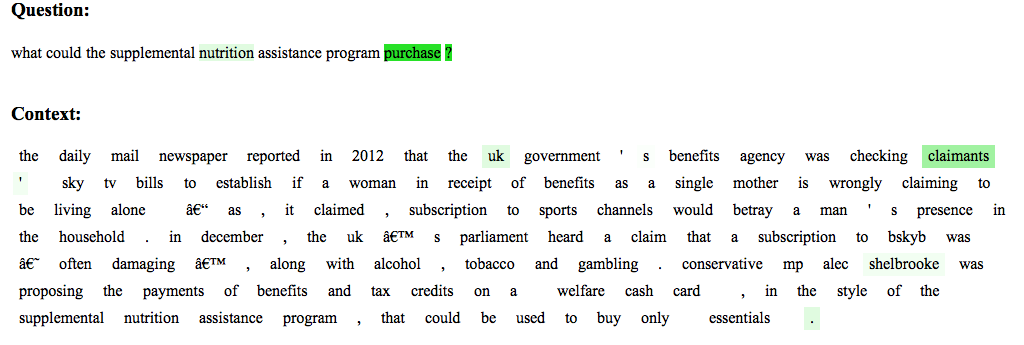 Question:
what could the supplemental nutrition assistance program purchase ?
Context:
the daily mail newspaper reported in 2012 that the uk government ' s benefits agency was checking claimants
' sky tv bills to establish if a woman in receipt of benefits as a single mother is wrongly claiming to
be living alone â€“ as , it claimed , subscription to sports channels would betray a man ' s presence in
the household . in december , the uk â€™ s parliament heard a claim that a subscription to bskyb was
â€˜ often damaging â€™ , along with alcohol , tobacco and gambling . conservative mp alec shelbrooke was
proposing the payments of benefits and tax credits on a welfare cash card , in the style of the
supplemental nutrition assistance program , that could be used to buy only essentials .